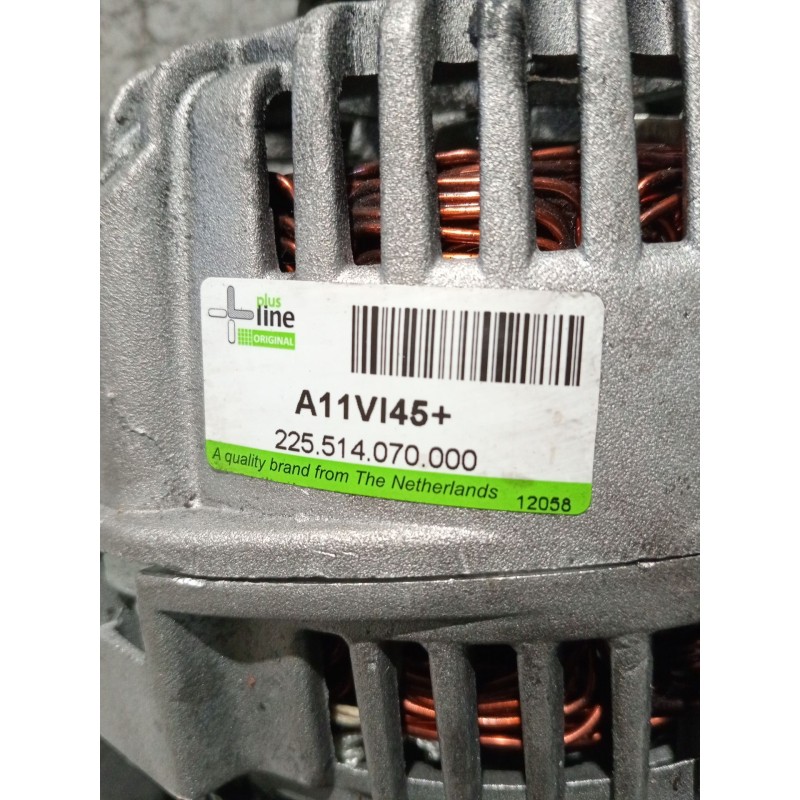 plus
line
ORIGINAL
A11VI45+
225.514.070.000
A quality brand from The Netherlands
12058